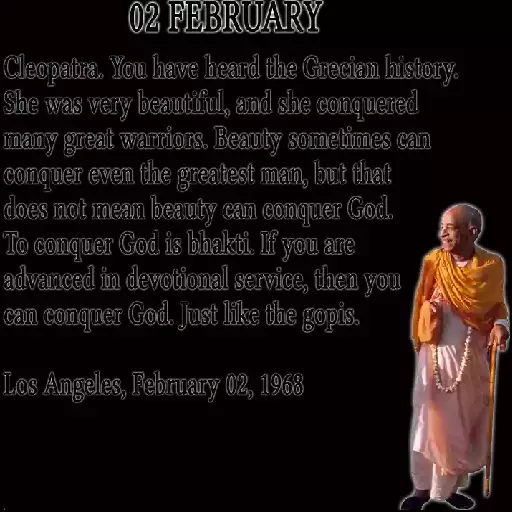 02 FEBRUARY
Cleopatra. You have heard the Grecian history.
She was very beautiful, and she conquered
many great warriors. Beauty sometimes can
conquer even the greatest man, but that
does not mean beauty can conquer God.
To conquer God is bhakti. If you are
advanced in devotional service, then you
can conquer God. Just like the gopis.
Los Angeles, February 02, 1968